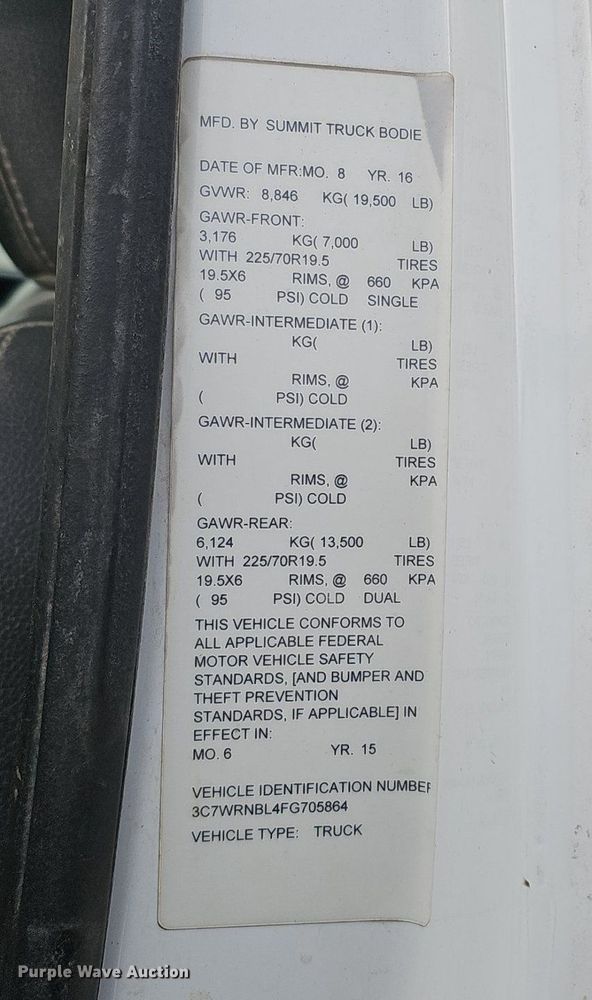 MFD. BY SUMMIT TRUCK BODIE
DATE OF MFR:MO. 8 YR. 16
GVWR: 8,846 KG( 19,500 LB)
GAWR-FRONT:
3,176 KG( 7,000 LB)
WITH 225/70R19.5 TIRES
19.5X6 RIMS, @ 660 KPA
( 95 PSI) COLD SINGLE
GAWR-INTERMEDIATE (1):
KG( LB)
WITH TIRES
RIMS, @ KPA
( PSI) COLD
GAWR-INTERMEDIATE (2):
KG( LB)
WITH TIRES
RIMS, @ KPA
( PSI) COLD
GAWR-REAR:
6,124 KG( 13,500 LB)
WITH 225/70R19.5 TIRES
19.5X6 RIMS, @ 660 KPA
( 95 PSI) COLD DUAL
THIS VEHICLE CONFORMS TO
ALL APPLICABLE FEDERAL
MOTOR VEHICLE SAFETY
STANDARDS, [AND BUMPER AND
THEFT PREVENTION
STANDARDS, IF APPLICABLE] IN
EFFECT IN:
MO. 6 YR. 15
VEHICLE IDENTIFICATION NUMBER
3C7WRNBL4FG705864
VEHICLE TYPE: TRUCK
Purple Wave Auction